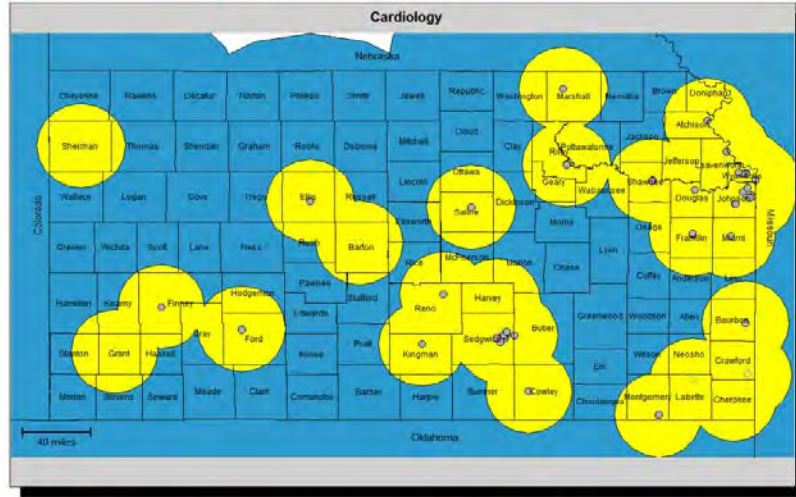 Cardiology
Nebraska
Cheyenne Rawlins Decatur Norton Phillips Smith Jewell Republic Washington Marshall Nemaha Brown Doniphan
Atchison
Sherman Thomas Sheridan Graham Rooks Osborne Mitchell Cloud Clay Riley Pottawatomie Jackson Jefferson Leavenworth
Ottawa Geary Wabaunsee Shawnee Douglas Johnson
Wallace Logan Gove Trego Ellis Russell Lincoln Saline Dickinson
Colorado
Missouri
Ellsworth Morris Osage Franklin Miami
Greeley Wichita Scott Lane Ness Rush Barton Rice McPherson Marion Chase Lyon Coffey Anderson Linn
Pawnee
Hamilton Kearny Finney Hodgeman Stafford Reno Harvey
Gray Ford Edwards Sedgwick Butler Greenwood Woodson Allen Bourbon
Stanton Grant Haskell Kiowa Pratt Kingman Elk Wilson Neosho Crawford
Morton Stevens Seward Meade Clark Comanche Barber Harper Sumner Cowley Chautauqua Montgomery Labette Cherokee
40 miles
Oklahoma